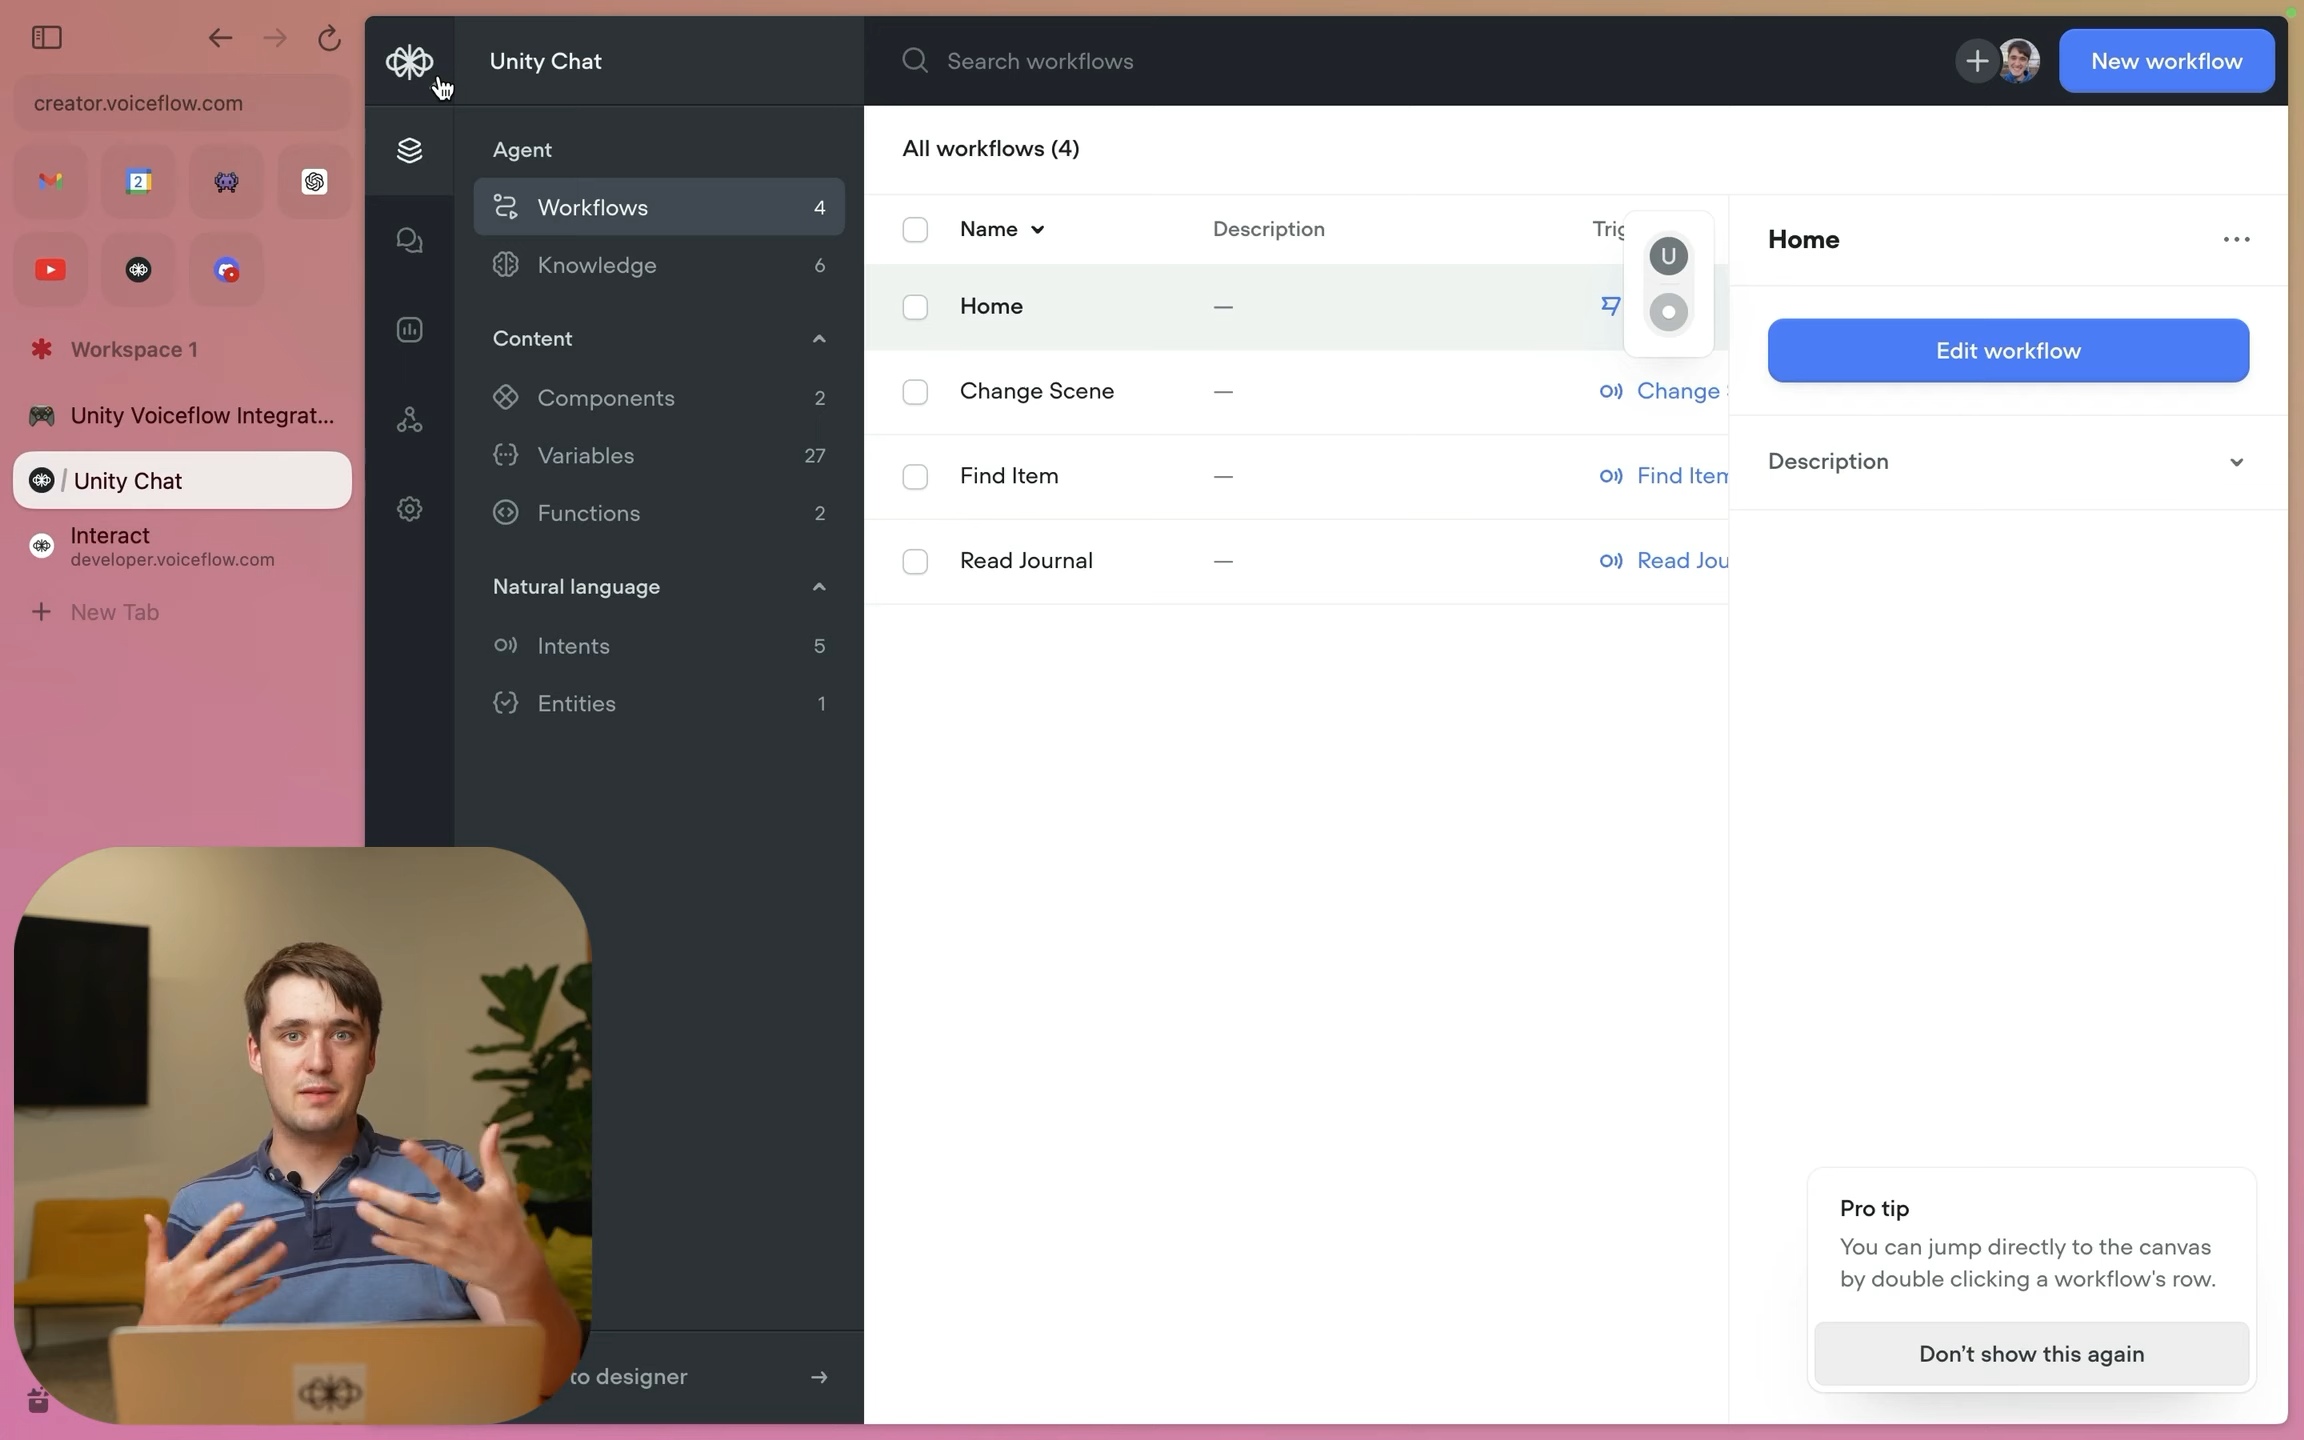 creator.voiceflow.com
2
Workspace 1
Unity Voiceflow Integrat...
/ Unity Chat
Interact
developer.voiceflow.com
New Tab
Unity Chat
Agent
Workflows 4
Knowledge 6
Content
Components 2
Variables 27
Functions 2
Natural language
Intents 5
Entities 1
to designer
Search workflows
New workflow
All workflows (4)
Name Description Trig
U
Home —
Change Scene — Change S
Find Item — Find Item
Read Journal — Read Jou
Home
Edit workflow
Description
Pro tip
You can jump directly to the canvas
by double clicking a workflow's row.
Don't show this again